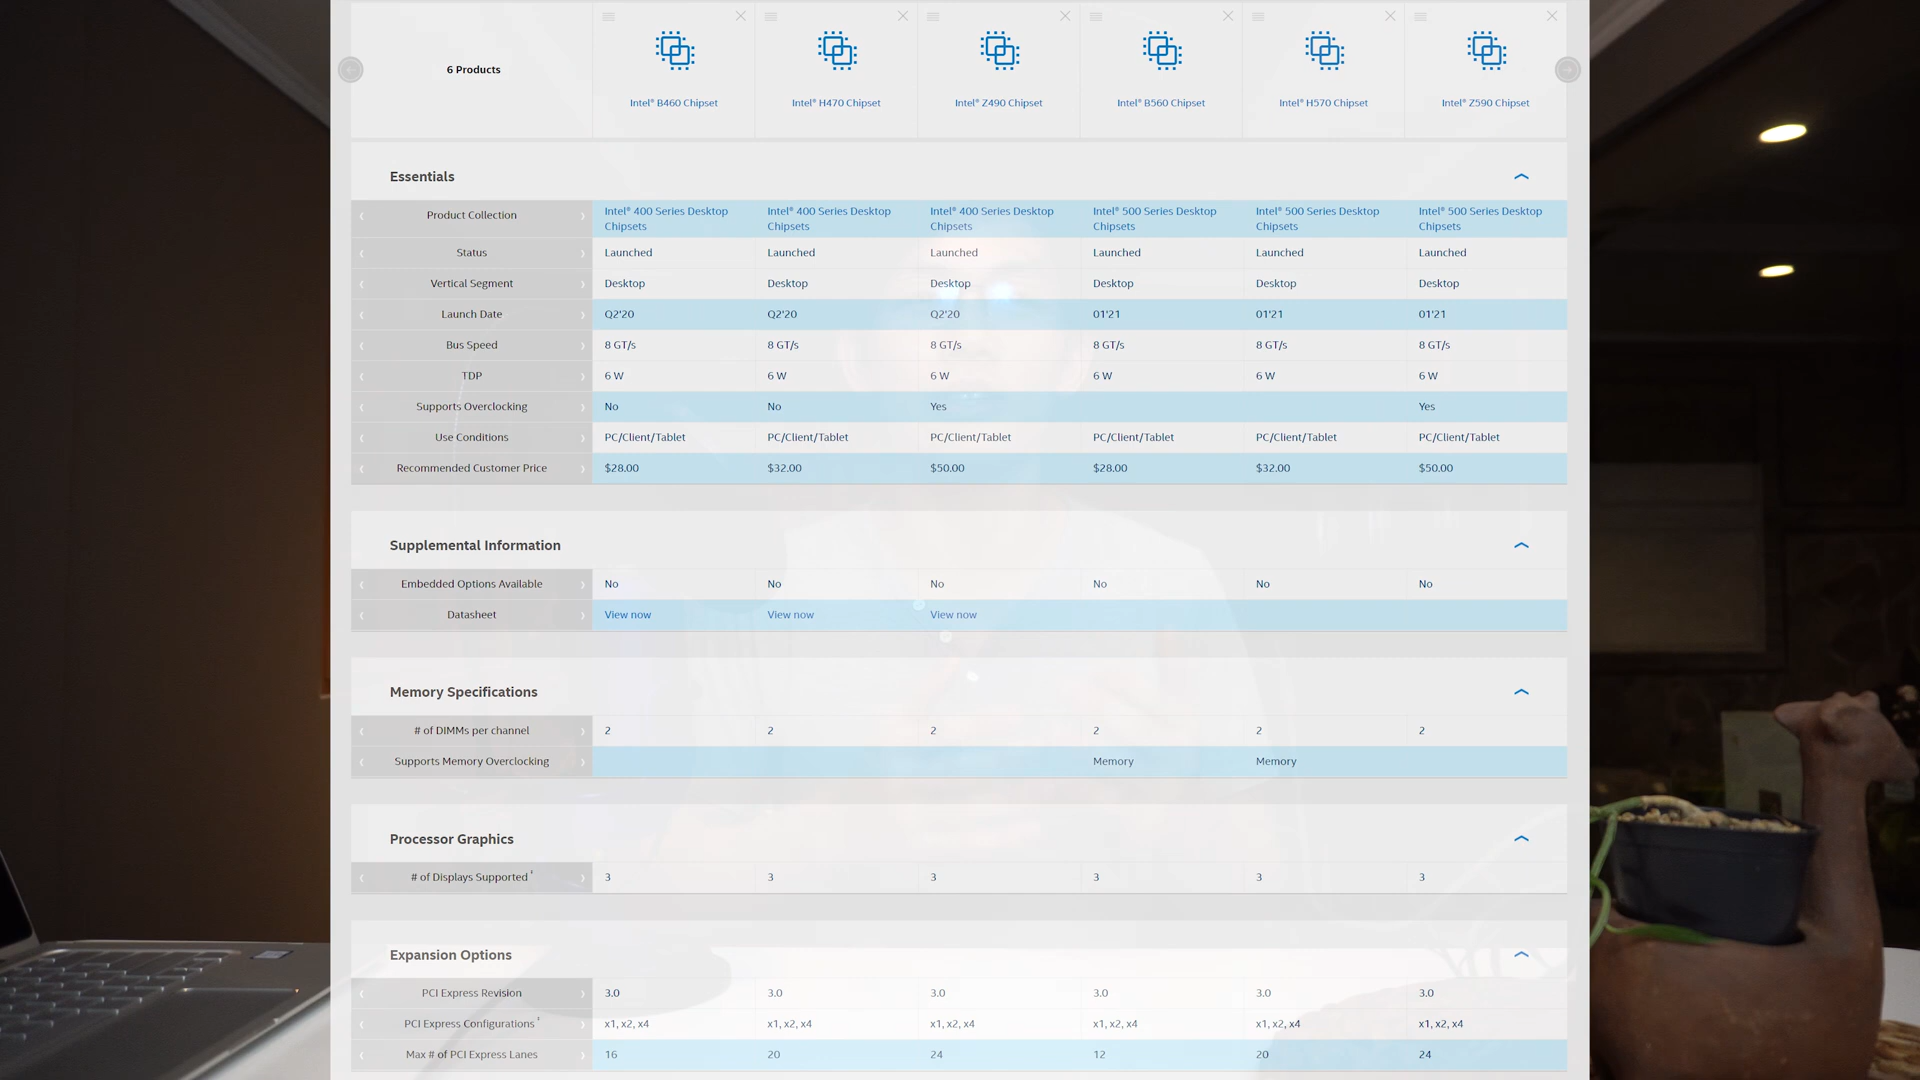 6 Products
Intel® B460 Chipset
Intel® H470 Chipset
Intel® Z490 Chipset
Intel® B560 Chipset
Intel® H570 Chipset
Intel® Z590 Chipset
Essentials
Product Collection Intel® 400 Series Desktop Chipsets Intel® 400 Series Desktop Chipsets Intel® 400 Series Desktop Chipsets Intel® 500 Series Desktop Chipsets Intel® 500 Series Desktop Chipsets Intel® 500 Series Desktop Chipsets
Status Launched Launched Launched Launched Launched Launched
Vertical Segment Desktop Desktop Desktop Desktop Desktop Desktop
Launch Date Q2'20 Q2'20 Q2'20 01'21 01'21 01'21
Bus Speed 8 GT/s 8 GT/s 8 GT/s 8 GT/s 8 GT/s 8 GT/s
TDP 6 W 6 W 6 W 6 W 6 W 6 W
Supports Overclocking No No Yes Yes
Use Conditions PC/Client/Tablet PC/Client/Tablet PC/Client/Tablet PC/Client/Tablet PC/Client/Tablet PC/Client/Tablet
Recommended Customer Price $28.00 $32.00 $50.00 $28.00 $32.00 $50.00
Supplemental Information
Embedded Options Available No No No No No No
Datasheet View now View now View now
Memory Specifications
# of DIMMs per channel 2 2 2 2 2 2
Supports Memory Overclocking Memory Memory
Processor Graphics
# of Displays Supported ‡ 3 3 3 3 3 3
Expansion Options
PCI Express Revision 3.0 3.0 3.0 3.0 3.0 3.0
PCI Express Configurations ‡ x1, x2, x4 x1, x2, x4 x1, x2, x4 x1, x2, x4 x1, x2, x4 x1, x2, x4
Max # of PCI Express Lanes 16 20 24 12 20 24